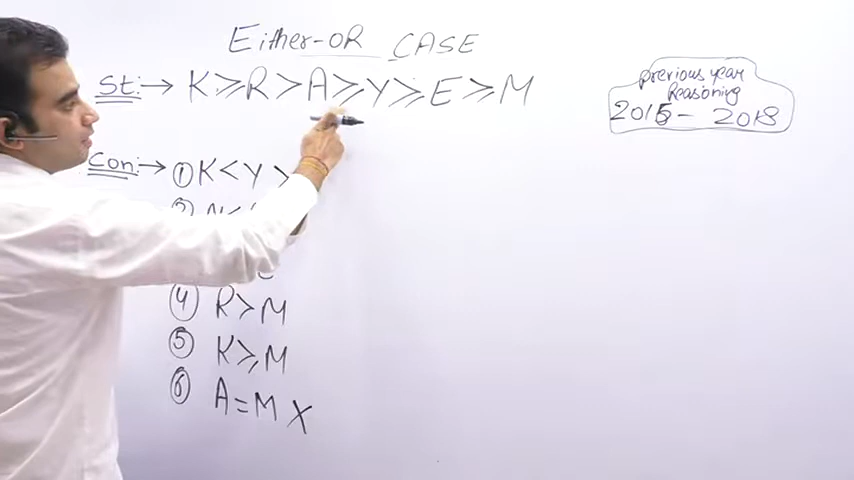 Either-OR CASE
St:→ K ≥ R > A ≥ Y ≥ E ≥ M
previous year
Reasoning
2015 - 2018
Con:→ ① K < Y
②
④ R > M
⑤ K ≥ M
⑥ A = M X